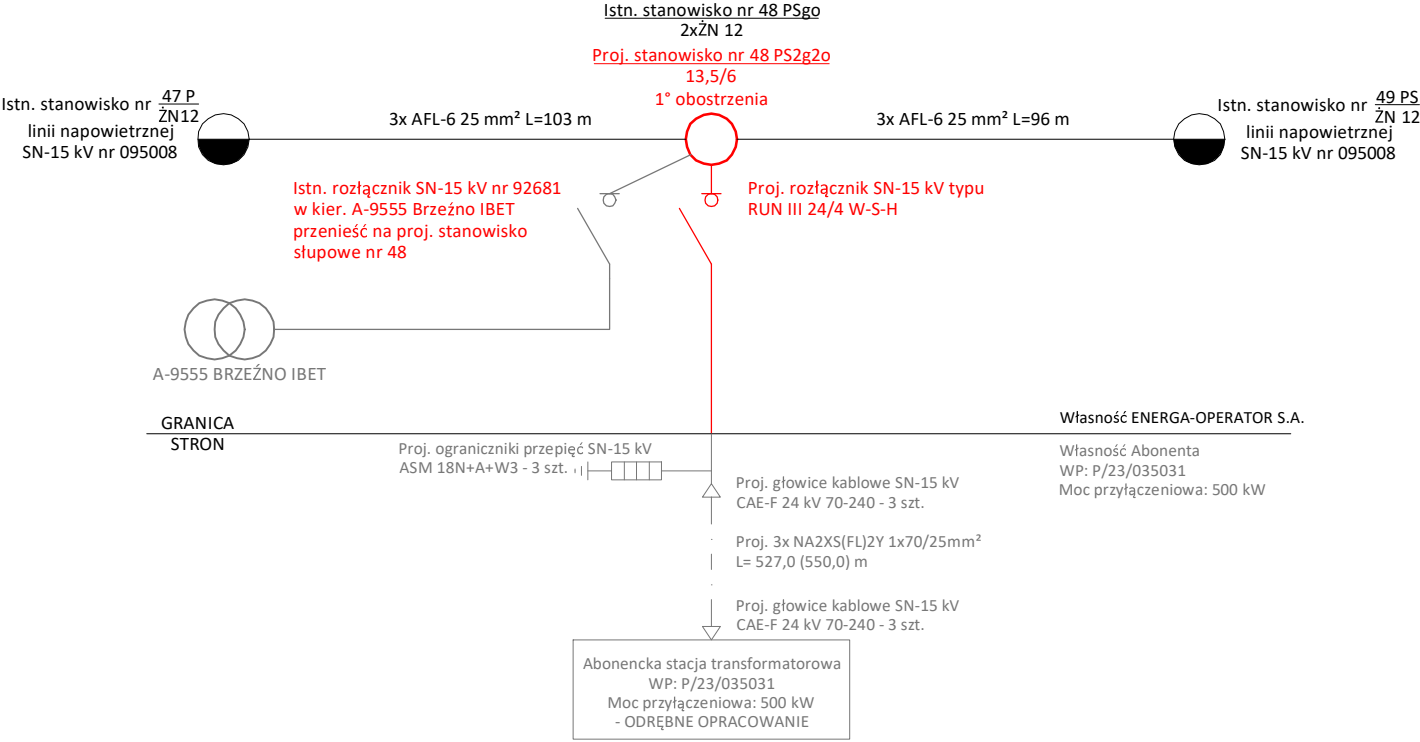 Istn. stanowisko nr 48 PSgo
2xŻN 12
Proj. stanowisko nr 48 PS2g2o
13,5/6
1° obostrzenia
Istn. stanowisko nr 47 P
ŻN12
linii napowietrznej
SN-15 kV nr 095008
3x AFL-6 25 mm² L=103 m
3x AFL-6 25 mm² L=96 m
Istn. stanowisko nr 49 PS
ŻN 12
linii napowietrznej
SN-15 kV nr 095008
Istn. rozłącznik SN-15 kV nr 92681
w kier. A-9555 Brzeźno IBET
przenieść na proj. stanowisko
słupowe nr 48
Proj. rozłącznik SN-15 kV typu
RUN III 24/4 W-S-H
A-9555 BRZEŹNO IBET
GRANICA
STRON
Własność ENERGA-OPERATOR S.A.
Własność Abonenta
WP: P/23/035031
Moc przyłączeniowa: 500 kW
Proj. ograniczniki przepięć SN-15 kV
ASM 18N+A+W3 - 3 szt.
Proj. głowice kablowe SN-15 kV
CAE-F 24 kV 70-240 - 3 szt.
Proj. 3x NA2XS(FL)2Y 1x70/25mm²
L= 527,0 (550,0) m
Proj. głowice kablowe SN-15 kV
CAE-F 24 kV 70-240 - 3 szt.
Abonencka stacja transformatorowa
WP: P/23/035031
Moc przyłączeniowa: 500 kW
- ODRĘBNE OPRACOWANIE